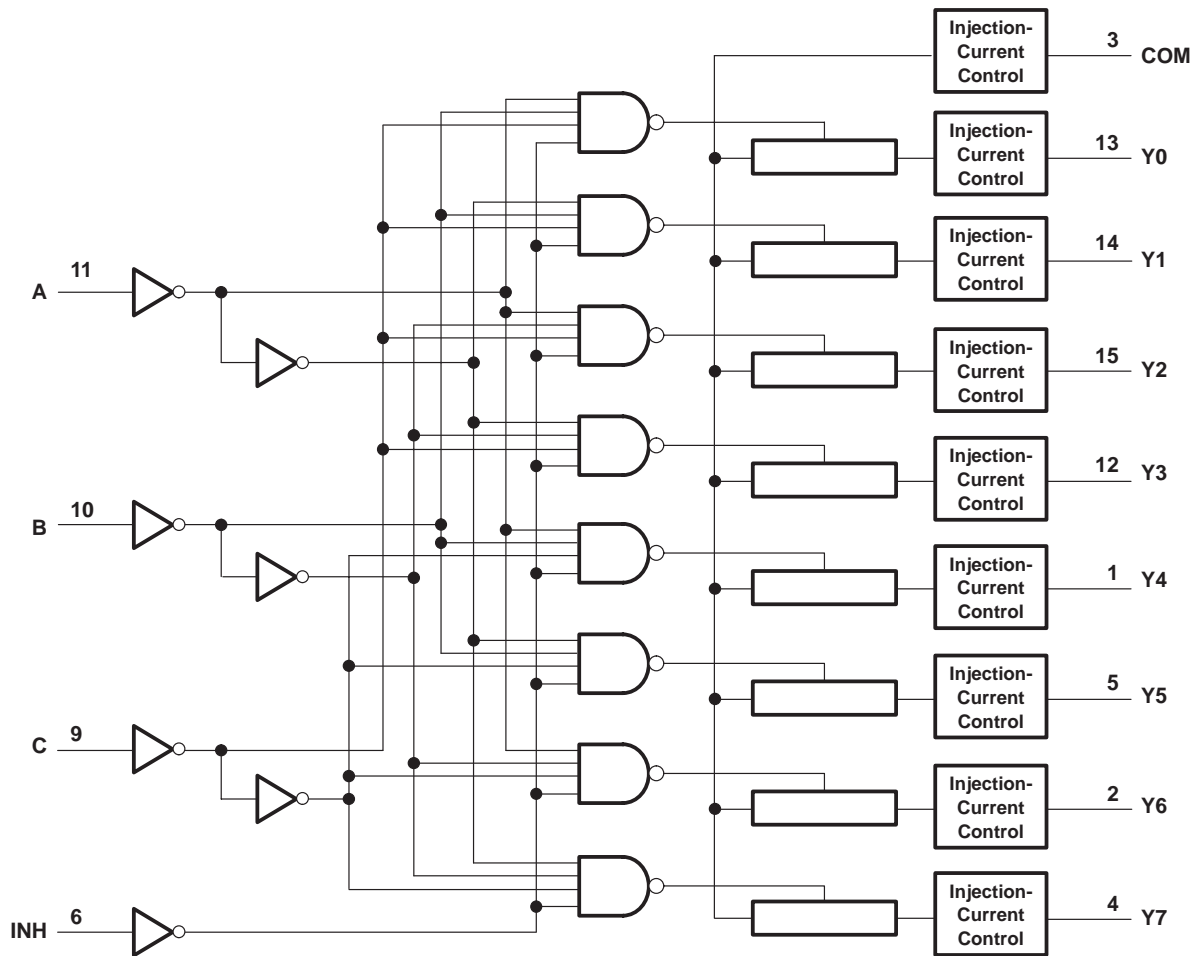 Injection-
Current
Control
3
COM
Injection-
Current
Control
13
Y0
Injection-
Current
Control
14
Y1
A
11
Injection-
Current
Control
15
Y2
Injection-
Current
Control
12
Y3
B
10
Injection-
Current
Control
1
Y4
Injection-
Current
Control
5
Y5
C
9
Injection-
Current
Control
2
Y6
Injection-
Current
Control
4
Y7
INH
6